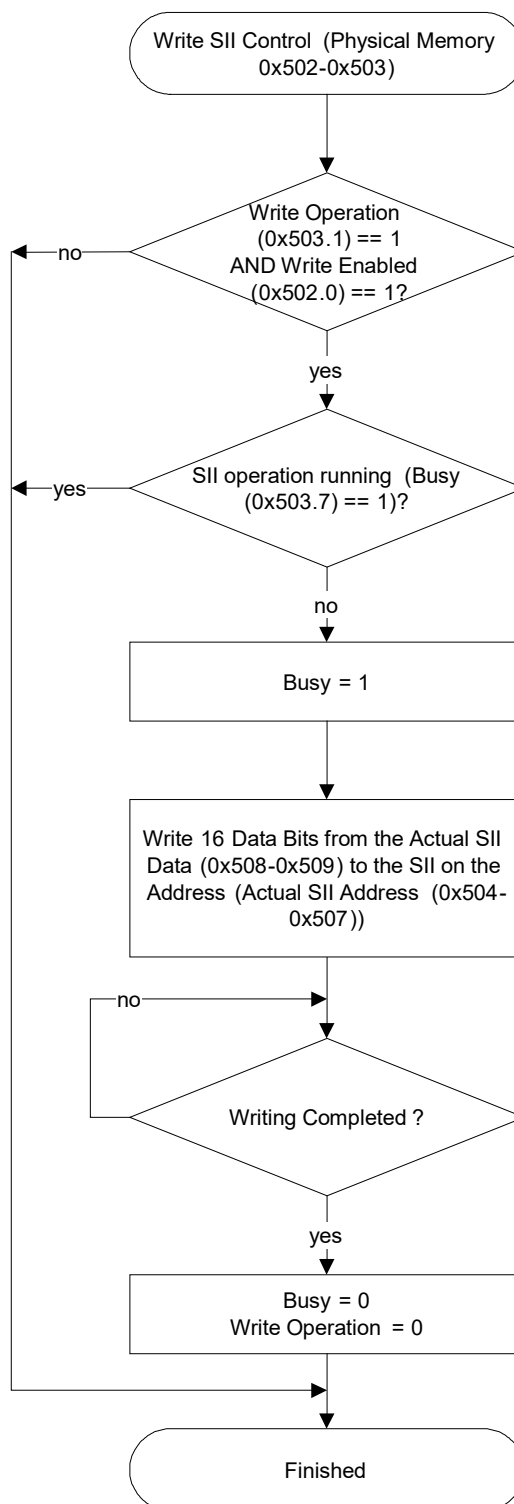 Write SII Control (Physical Memory
0x502-0x503)
Write Operation
(0x503.1) == 1
AND Write Enabled
(0x502.0) == 1?
no
yes
SII operation running (Busy
(0x503.7) == 1)?
yes
no
Busy = 1
Write 16 Data Bits from the Actual SII
Data (0x508-0x509) to the SII on the
Address (Actual SII Address (0x504-
0x507))
no
Writing Completed ?
yes
Busy = 0
Write Operation = 0
Finished